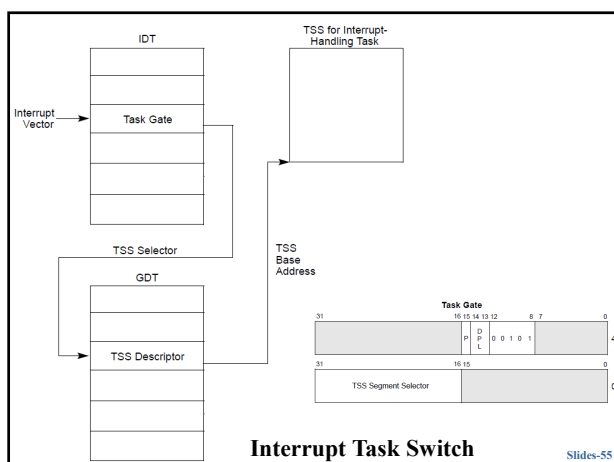 IDT
TSS for Interrupt-
Handling Task
Interrupt
Vector
Task Gate
TSS Selector
TSS
Base
Address
GDT
TSS Descriptor
Task Gate
31 16 15 14 13 12 8 7 0
P D P L 0 0 1 0 1 4
31 16 15 0
TSS Segment Selector 0
Interrupt Task Switch
Slides-55